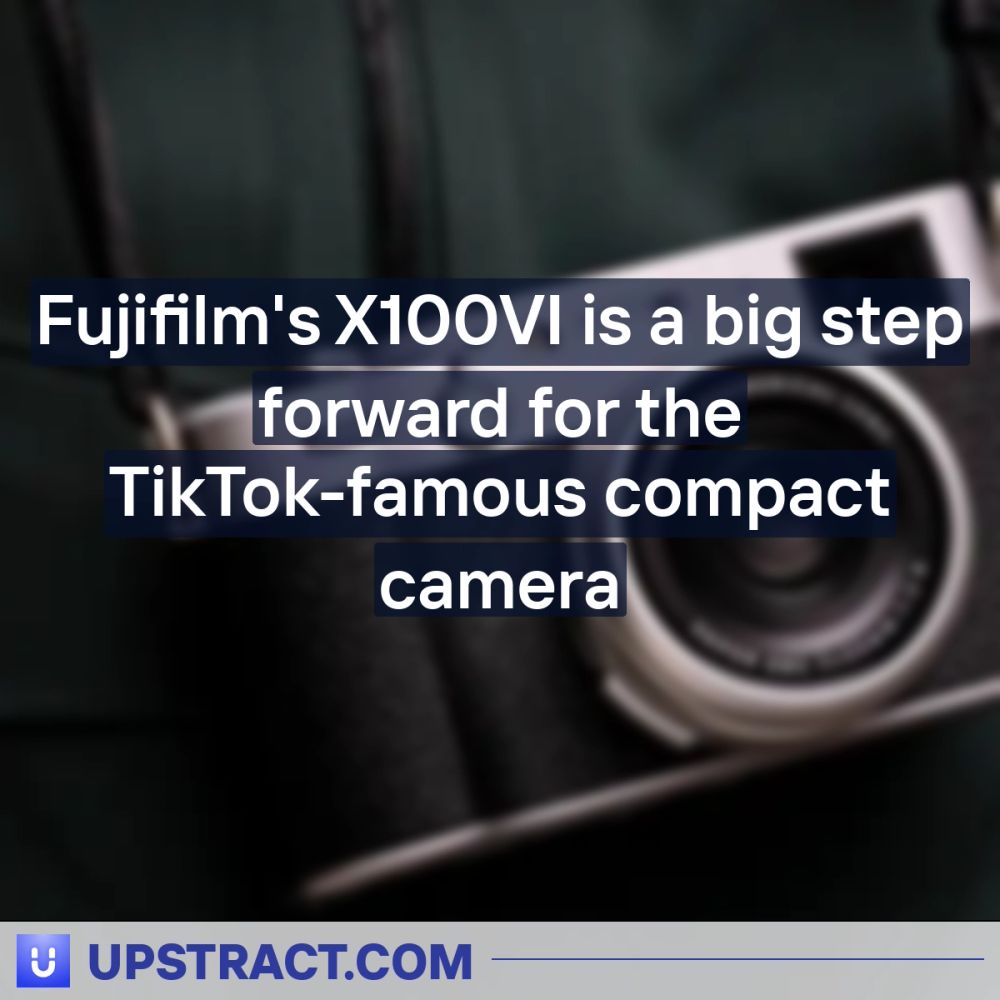 Fujifilm's X100VI is a big step
forward for the
TikTok-famous compact
camera
UPSTRACT.COM